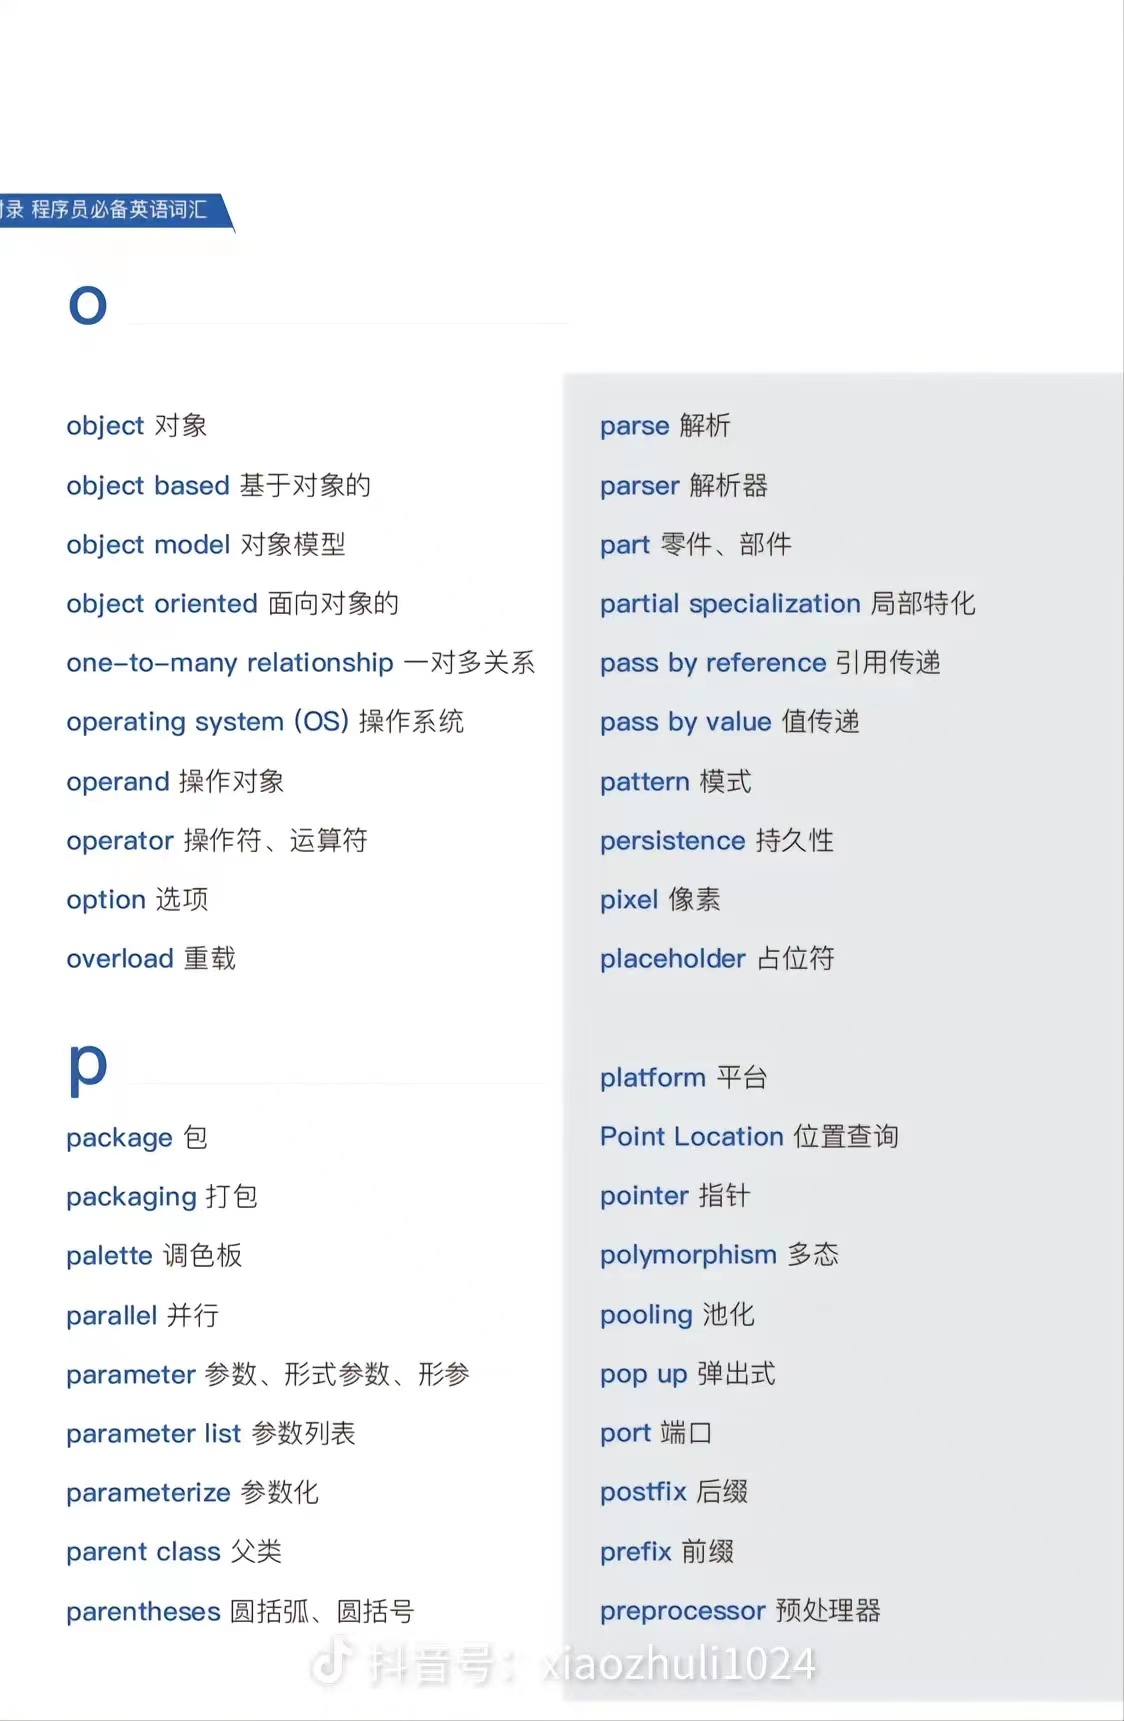 附录 程序员必备英语词汇
o
object 对象
object based 基于对象的
object model 对象模型
object oriented 面向对象的
one-to-many relationship 一对多关系
operating system (OS) 操作系统
operand 操作对象
operator 操作符、运算符
option 选项
overload 重载
p
package 包
packaging 打包
palette 调色板
parallel 并行
parameter 参数、形式参数、形参
parameter list 参数列表
parameterize 参数化
parent class 父类
parentheses 圆括弧、圆括号
parse 解析
parser 解析器
part 零件、部件
partial specialization 局部特化
pass by reference 引用传递
pass by value 值传递
pattern 模式
persistence 持久性
pixel 像素
placeholder 占位符
platform 平台
Point Location 位置查询
pointer 指针
polymorphism 多态
pooling 池化
pop up 弹出式
port 端口
postfix 后缀
prefix 前缀
preprocessor 预处理器
抖音号：xiaozhuli1024